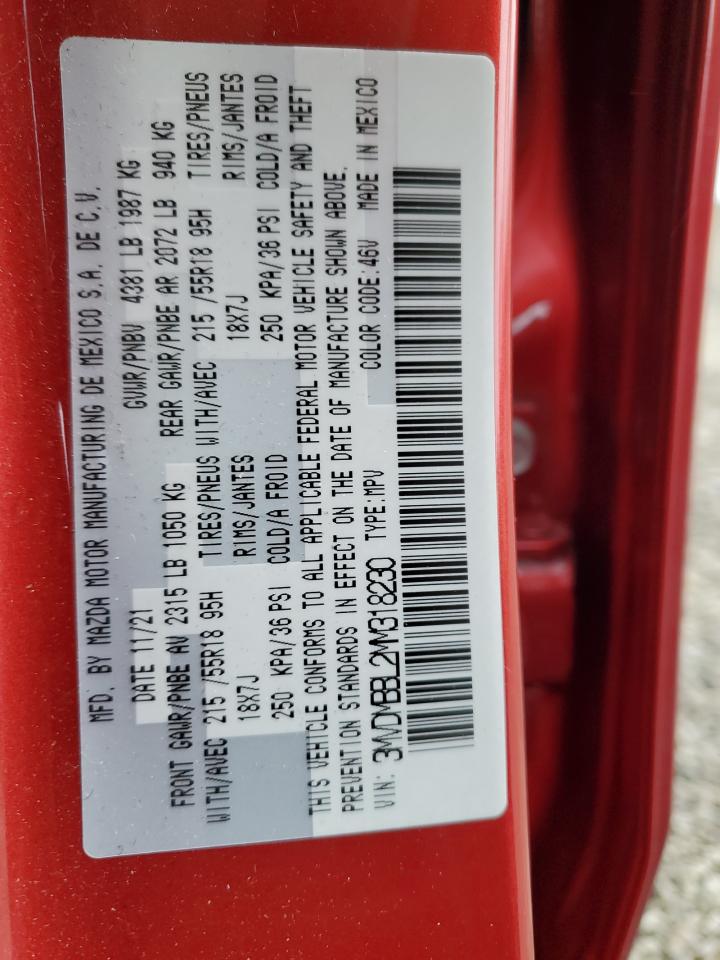 MFD. BY MAZDA MOTOR MANUFACTURING DE MEXICO S.A. DE C.V.
DATE 11/21 GVWR/PNBV 4381 LB 1987 KG
FRONT GAWR/PNBE AV 2315 LB 1050 KG REAR GAWR/PNBE AR 2072 LB 940 KG
WITH/AVEC 215 /55R18 95H TIRES/PNEUS WITH/AVEC 215 /55R18 95H TIRES/PNEUS
18X7J RIMS/JANTES 18X7J RIMS/JANTES
250 KPA/36 PSI COLD/A FROID 250 KPA/36 PSI COLD/A FROID
THIS VEHICLE CONFORMS TO ALL APPLICABLE FEDERAL MOTOR VEHICLE SAFETY AND THEFT
PREVENTION STANDARDS IN EFFECT ON THE DATE OF MANUFACTURE SHOWN ABOVE.
VIN: 3MVDMBBL2MM318230 TYPE:MPV COLOR CODE:46V MADE IN MEXICO